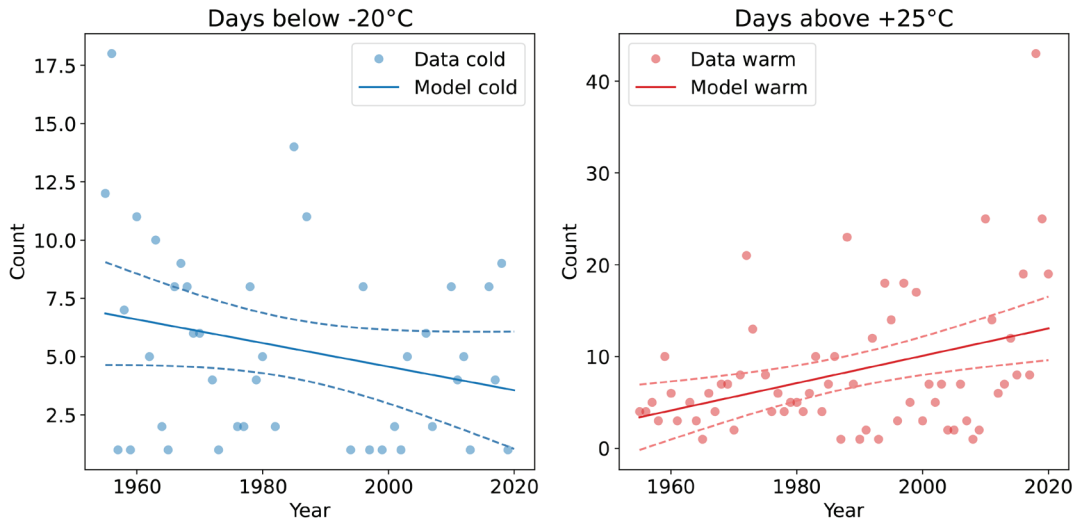 Days below -20°C
Data cold
Model cold
17.5
15.0
12.5
10.0
7.5
5.0
2.5
Count
1960
1980
2000
2020
Year
Days above +25°C
Data warm
Model warm
40
30
20
10
0
Count
1960
1980
2000
2020
Year